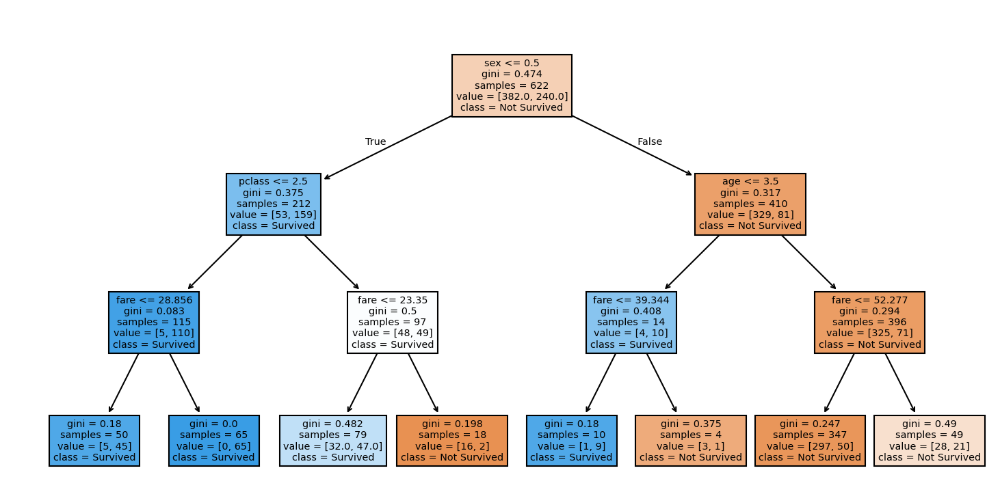 sex <= 0.5
gini = 0.474
samples = 622
value = [382.0, 240.0]
class = Not Survived
True
False
pclass <= 2.5
gini = 0.375
samples = 212
value = [53, 159]
class = Survived
age <= 3.5
gini = 0.317
samples = 410
value = [329, 81]
class = Not Survived
fare <= 28.856
gini = 0.083
samples = 115
value = [5, 110]
class = Survived
fare <= 23.35
gini = 0.5
samples = 97
value = [48, 49]
class = Survived
fare <= 39.344
gini = 0.408
samples = 14
value = [4, 10]
class = Survived
fare <= 52.277
gini = 0.294
samples = 396
value = [325, 71]
class = Not Survived
gini = 0.18
samples = 50
value = [5, 45]
class = Survived
gini = 0.0
samples = 65
value = [0, 65]
class = Survived
gini = 0.482
samples = 79
value = [32.0, 47.0]
class = Survived
gini = 0.198
samples = 18
value = [16, 2]
class = Not Survived
gini = 0.18
samples = 10
value = [1, 9]
class = Survived
gini = 0.375
samples = 4
value = [3, 1]
class = Not Survived
gini = 0.247
samples = 347
value = [297, 50]
class = Not Survived
gini = 0.49
samples = 49
value = [28, 21]
class = Not Survived